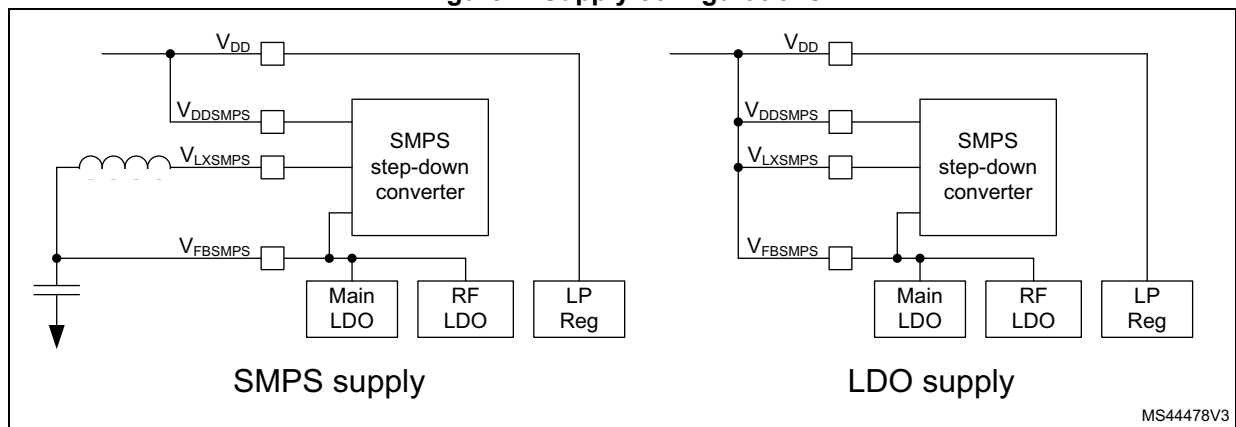 Figure Supply configurations
VDD
VDDSMPS
VLXSMPS
VFBSMPS
SMPS
step-down
converter
Main
LDO
RF
LDO
LP
Reg
SMPS supply
VDD
VDDSMPS
VLXSMPS
VFBSMPS
SMPS
step-down
converter
Main
LDO
RF
LDO
LP
Reg
LDO supply
MS44478V3